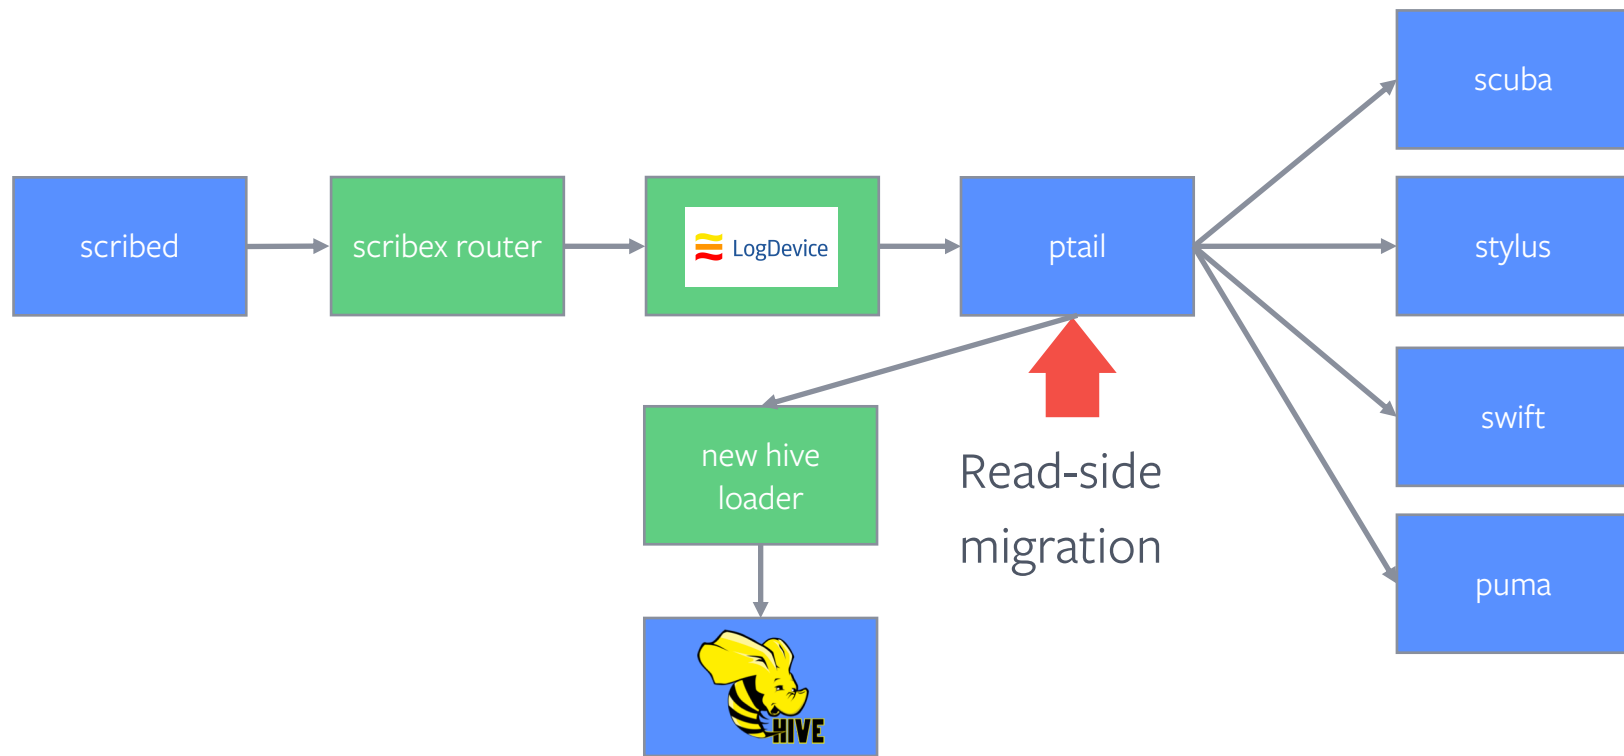 scuba
scribed
scribex router
LogDevice
ptail
stylus
new hive
loader
Read-side
migration
swift
puma
HIVE